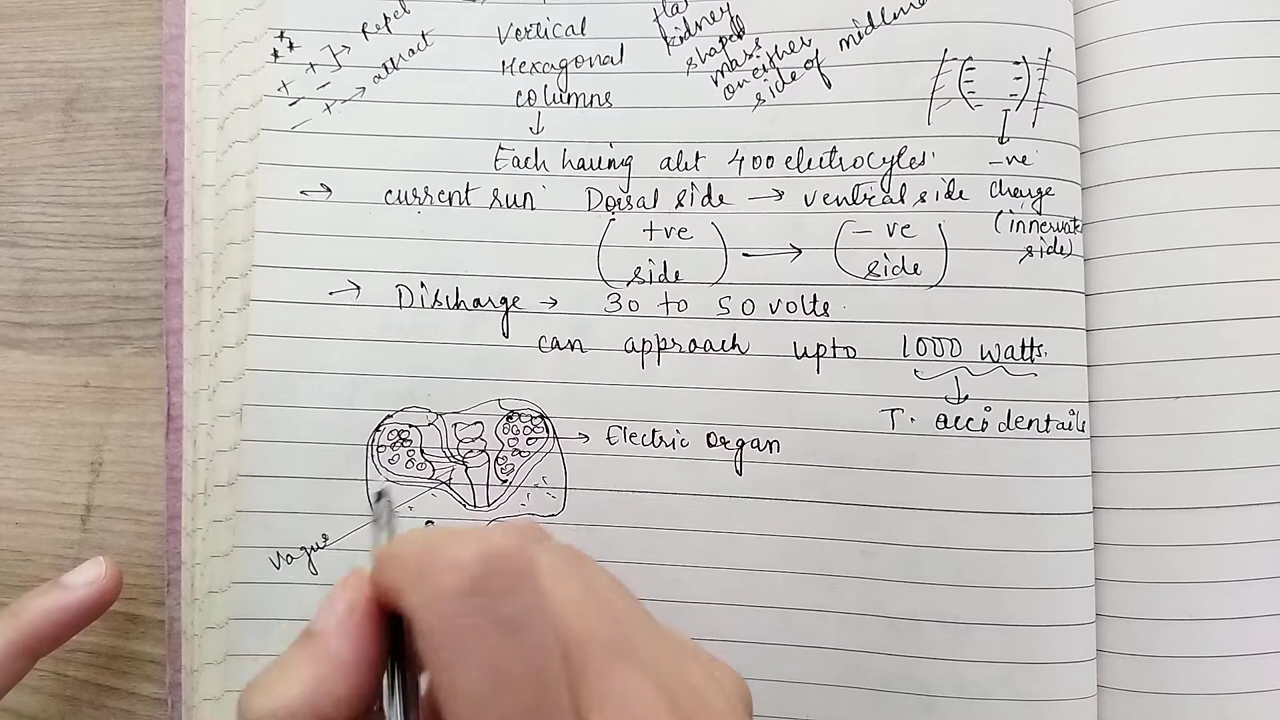 Repel
attract
Vertical
Hexagonal
columns
kidney
shaped
mass
on either
side of
midline
Each having abt 400 electrocytes.
-ve
charge
(innervate
side)
→ current run Dorsal side → ventral side
(+ve side) → (-ve side)
→ Discharge → 30 to 50 volts.
can approach upto 1000 watts.
T. accidentails
→ Electric Organ
Vague